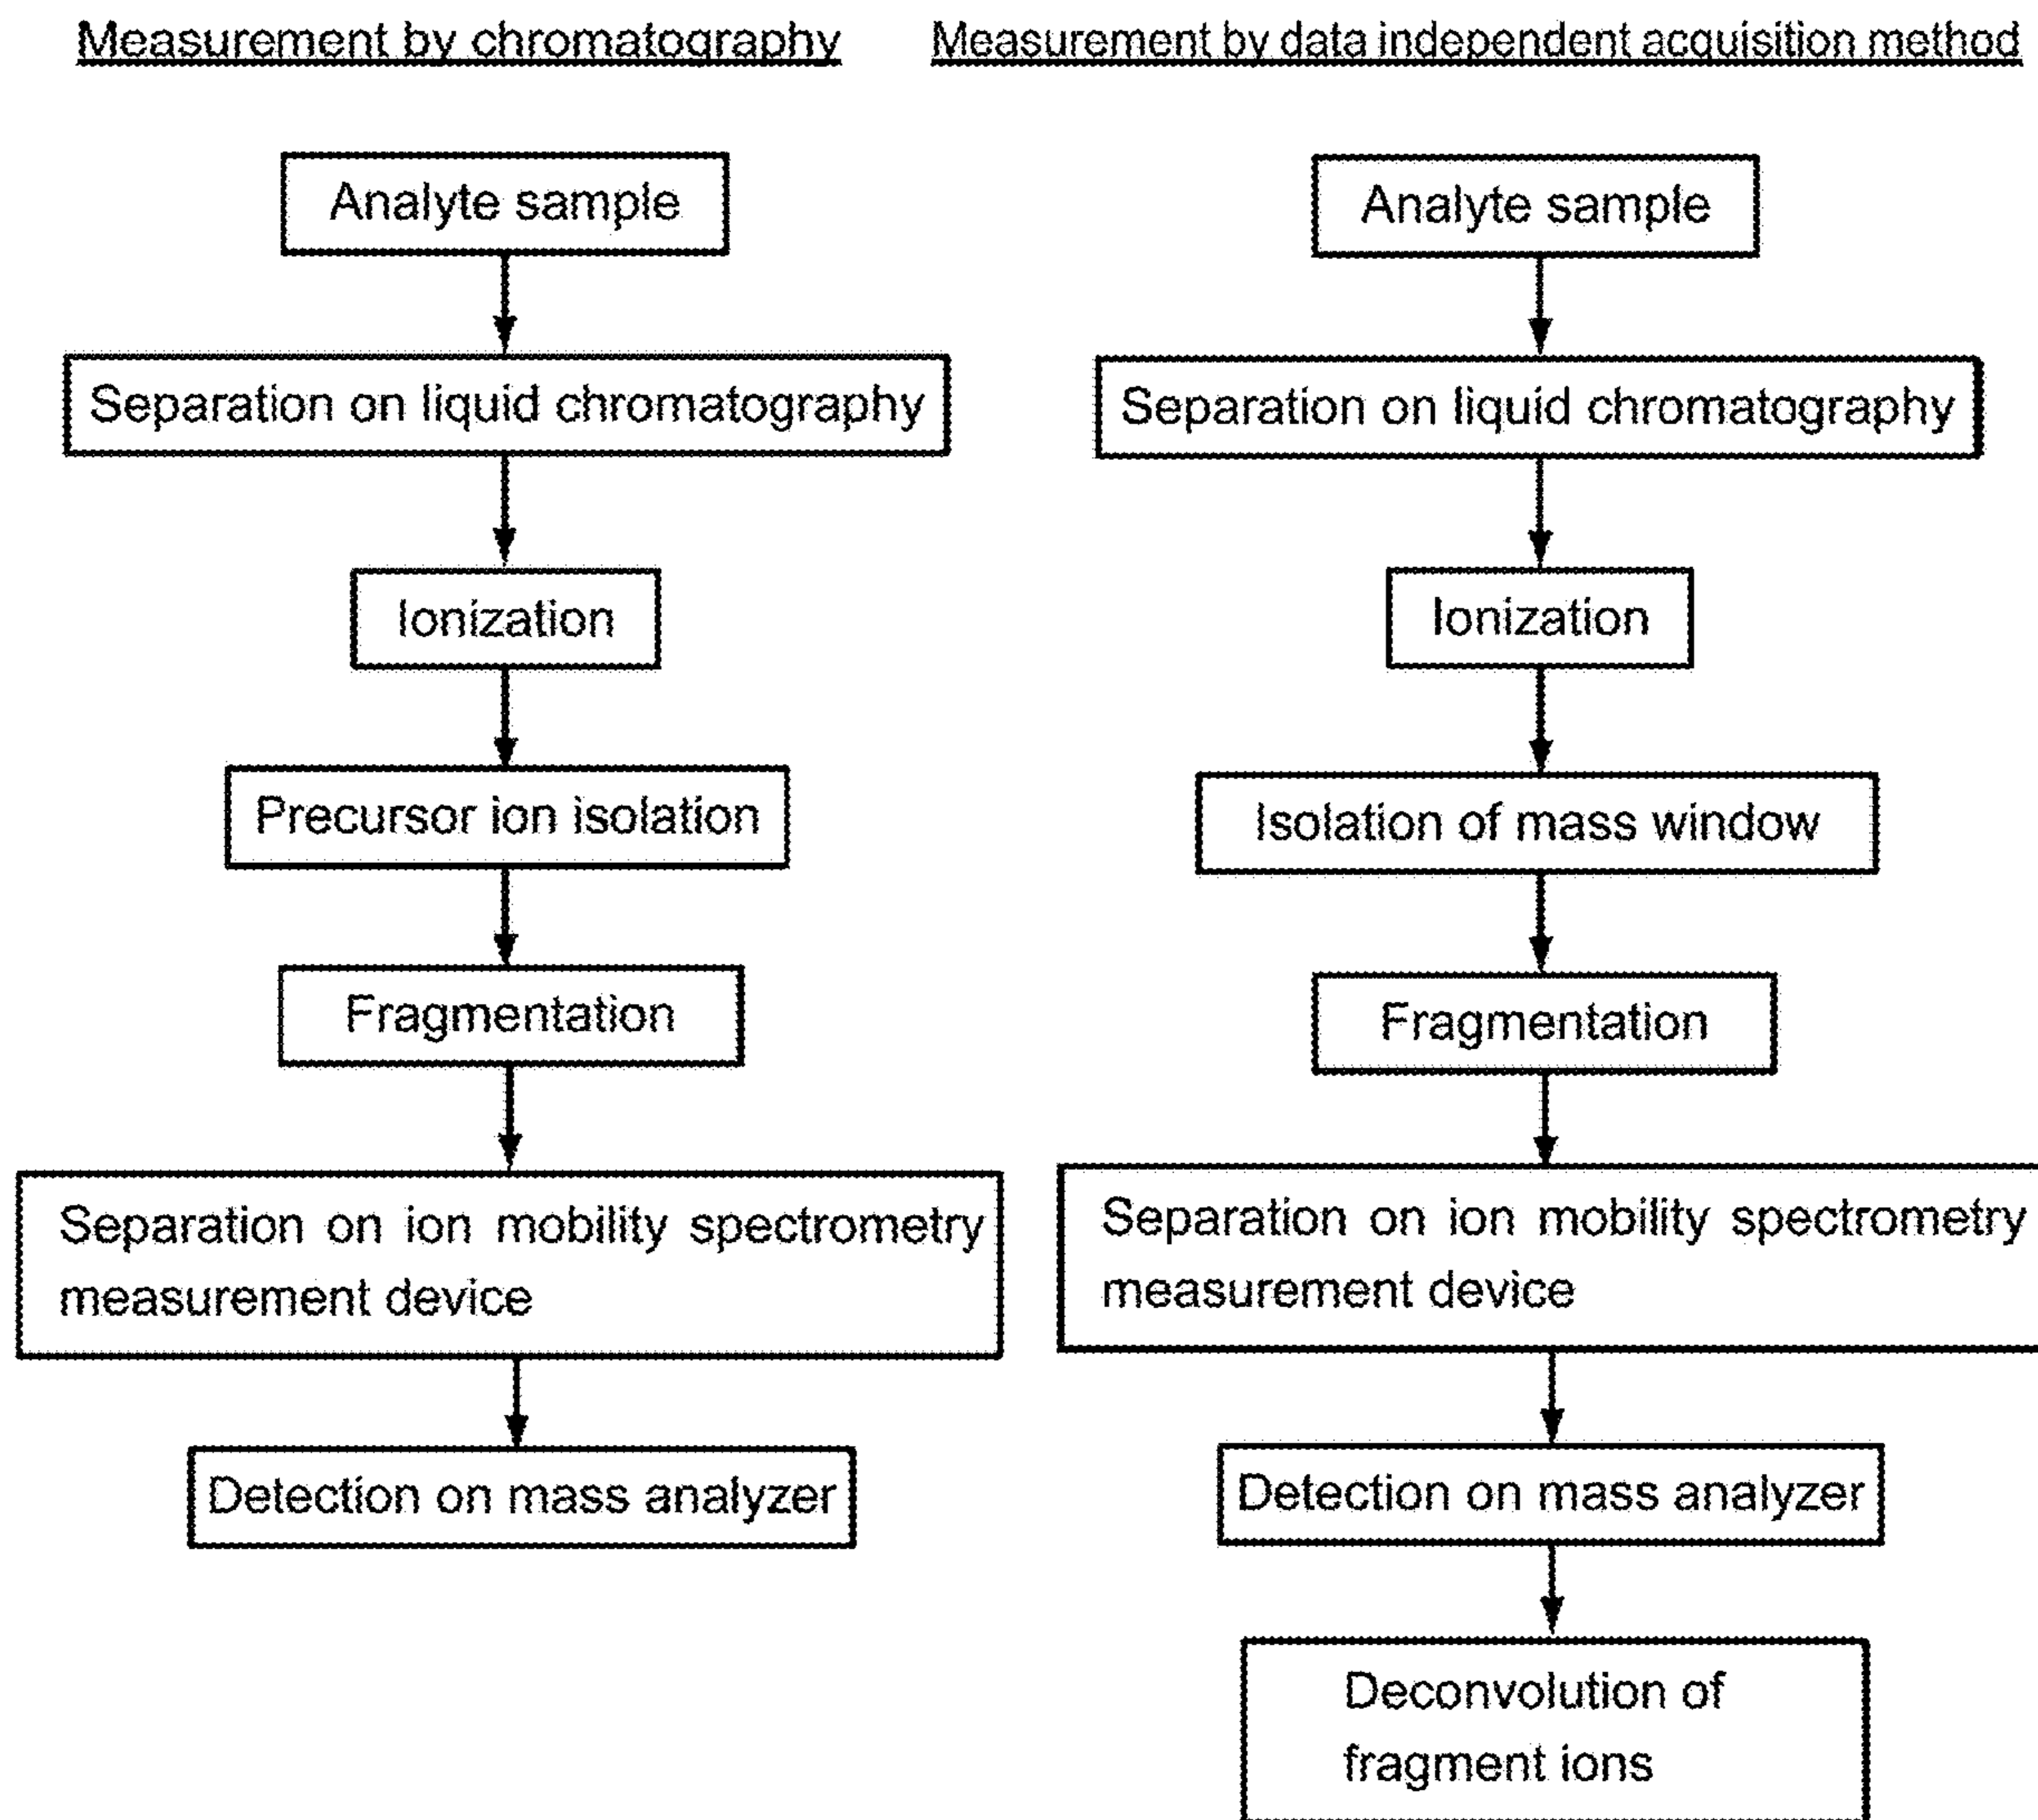 Measurement by chromatography
Analyte sample
Separation on liquid chromatography
Ionization
Precursor ion isolation
Fragmentation
Separation on ion mobility spectrometry
measurement device
Detection on mass analyzer
Measurement by data independent acquisition method
Analyte sample
Separation on liquid chromatography
Ionization
Isolation of mass window
Fragmentation
Separation on ion mobility spectrometry
measurement device
Detection on mass analyzer
Deconvolution of
fragment ions